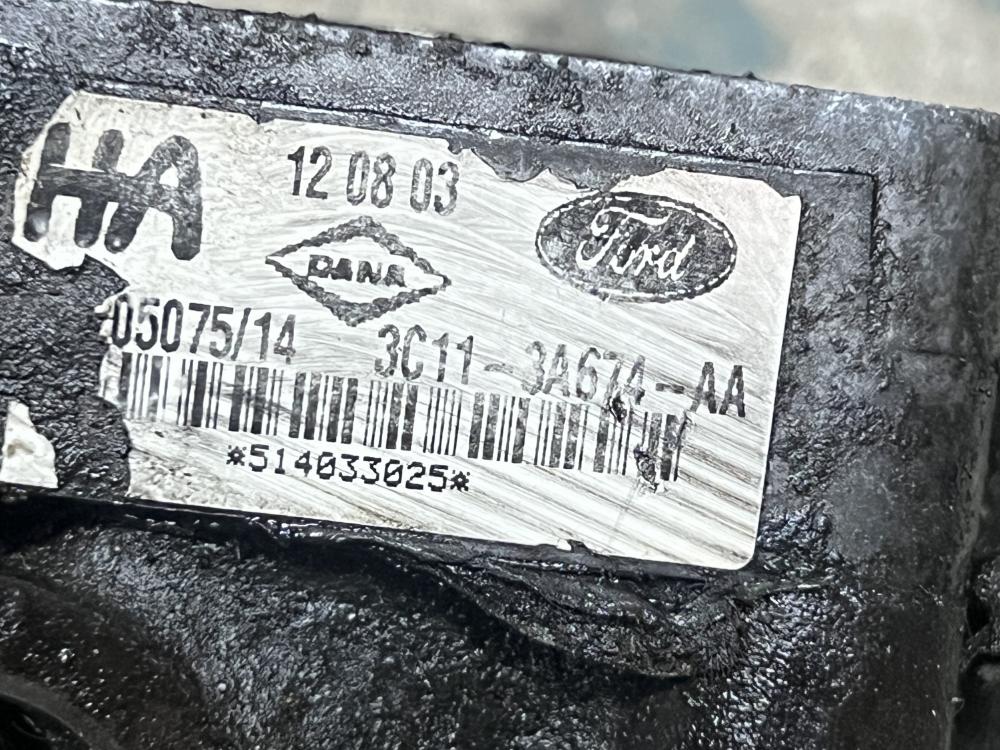 HA
12 08 03
DANA
Ford
05075/14 3C11-3A674-AA
*514033025*